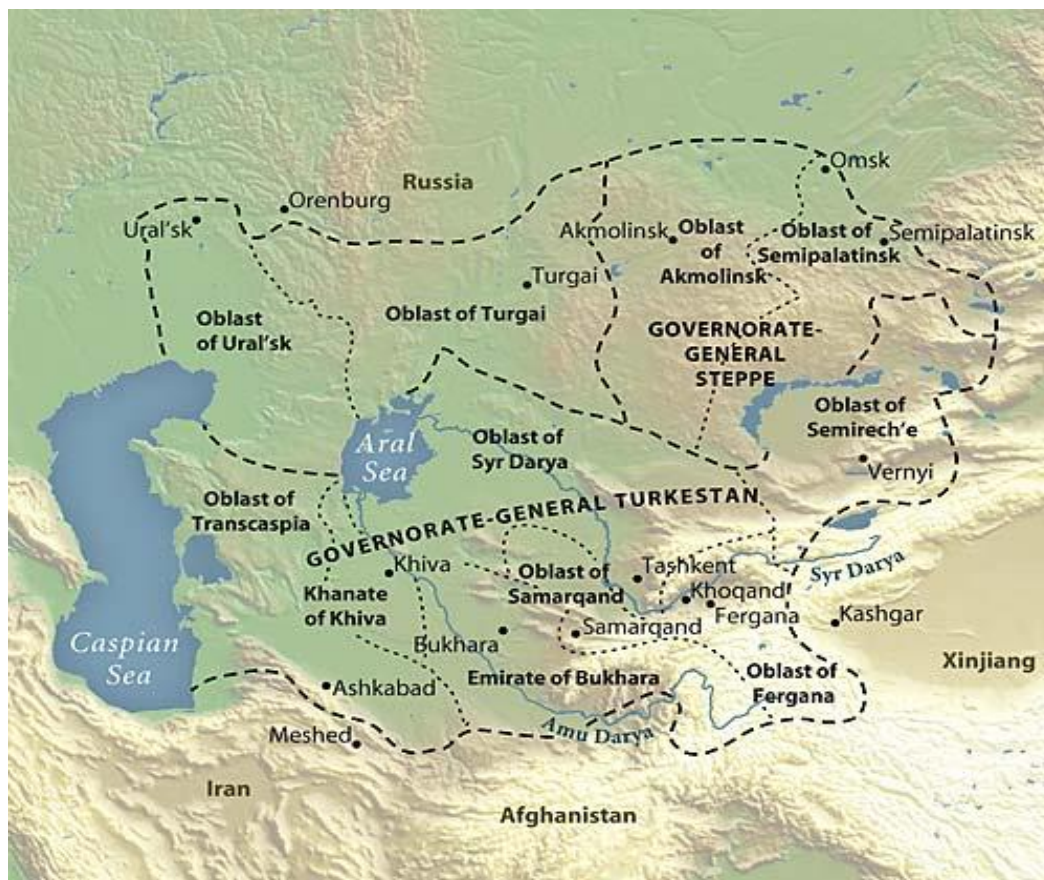 Omsk
Russia
Orenburg
Ural'sk
Akmolinsk
Oblast
of
Akmolinsk
Oblast of
Semipalatinsk
Semipalatinsk
Turgai
Oblast
of Ural'sk
Oblast of Turgai
GOVERNORATE-
GENERAL
STEPPE
Oblast of
Semirech'e
Aral
Sea
Oblast of
Syr Darya
Vernyi
Oblast of
Transcaspia
GOVERNORATE-GENERAL TURKESTAN
Khiva
Oblast of
Samarqand
Tashkent
Syr Darya
Khanate
of Khiva
Khoqand
Fergana
Kashgar
Bukhara
Samarqand
Caspian
Sea
Xinjiang
Emirate of Bukhara
Oblast of
Fergana
Ashkabad
Amu Darya
Meshed
Iran
Afghanistan